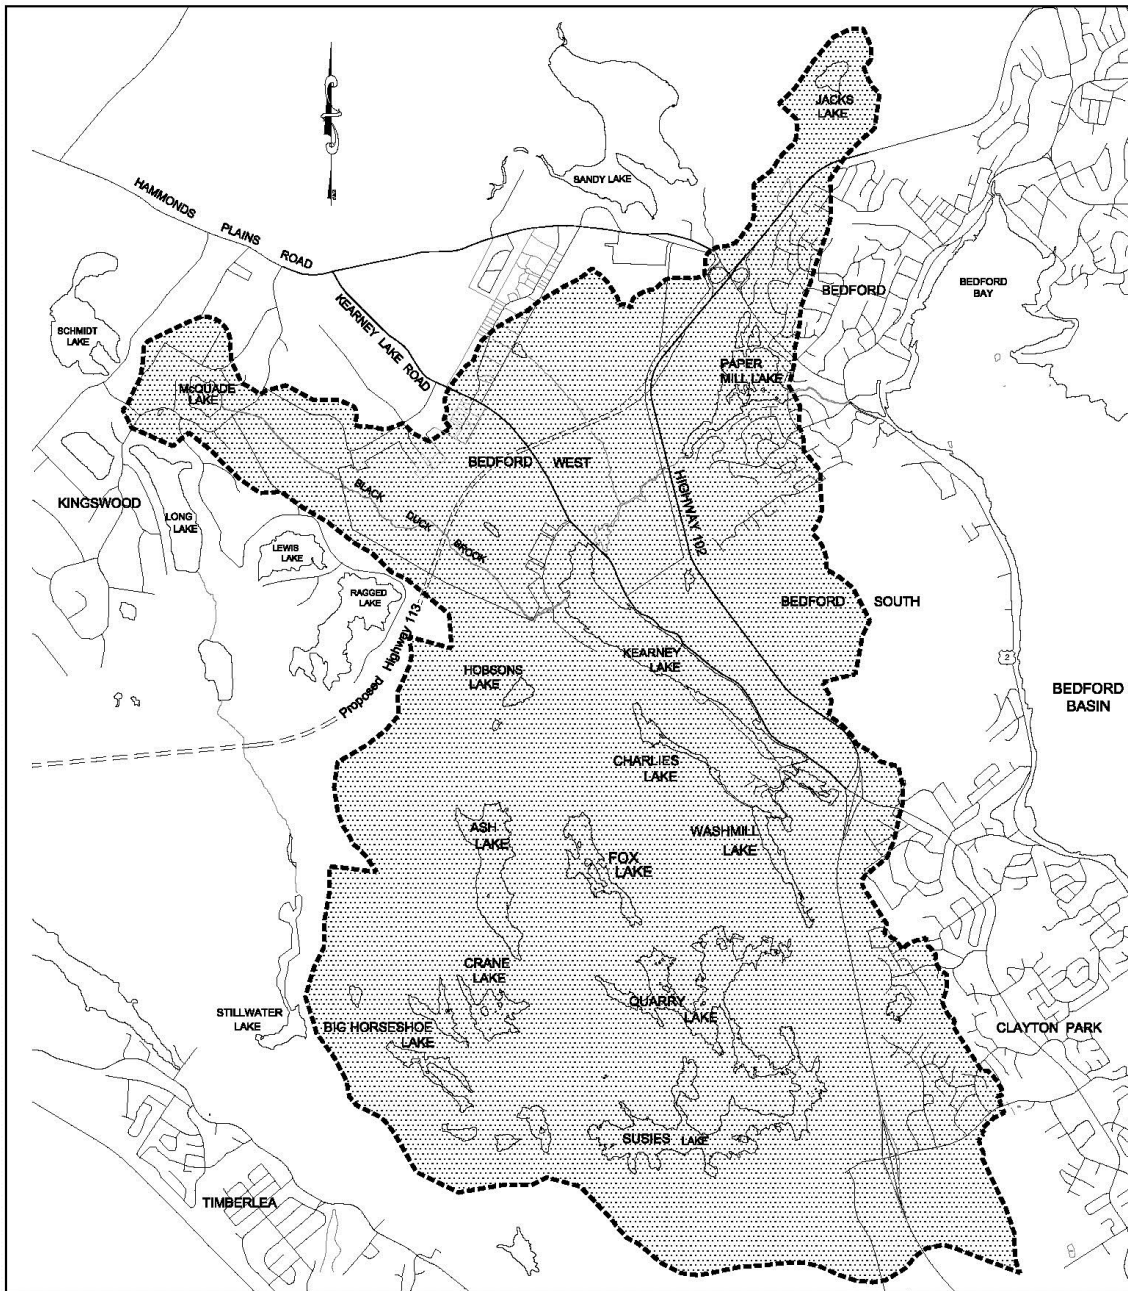 JACKS
LAKE
SANDY LAKE
HAMMONDS
PLAINS
ROAD
KEARNEY LAKE ROAD
BEDFORD
BEDFORD
BAY
SCHMIDT
LAKE
PAPER
MILL LAKE
McQUADE
LAKE
BEDFORD WEST
HIGHWAY 102
KINGSWOOD
LONG
LAKE
BLACK
DUCK
BROOK
LEWIS
LAKE
RAGGED
LAKE
BEDFORD SOUTH
Proposed Highway 113
KEARNEY
LAKE
2
HOBSONS
LAKE
BEDFORD
BASIN
CHARLIES
LAKE
ASH
LAKE
WASHMILL
LAKE
FOX
LAKE
CRANE
LAKE
QUARRY
LAKE
STILLWATER
LAKE
BIG HORSESHOE
LAKE
CLAYTON PARK
SUSIES LAKE
TIMBERLEA